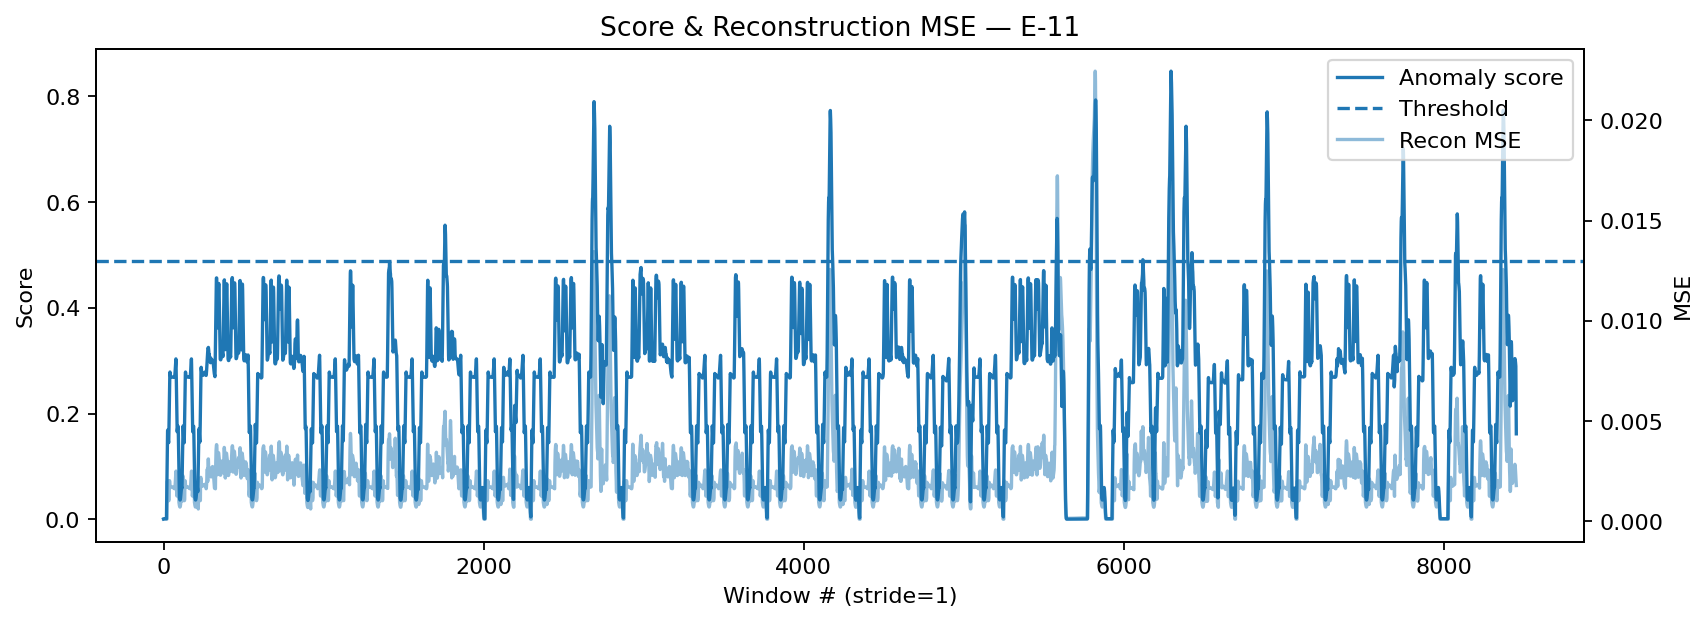 Score & Reconstruction MSE — E-11
Anomaly score
Threshold
Recon MSE
Score
0.8
0.6
0.4
0.2
0.0
MSE
0.020
0.015
0.010
0.005
0.000
0
2000
4000
6000
8000
Window # (stride=1)